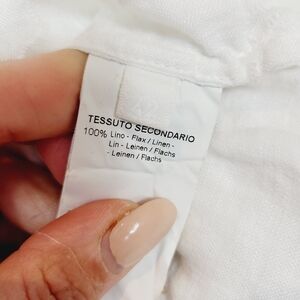 TESSUTO SECONDARIO
100% Lino - Flax / Linen -
Lin - Leinen / Flachs
- Leinen / Flachs